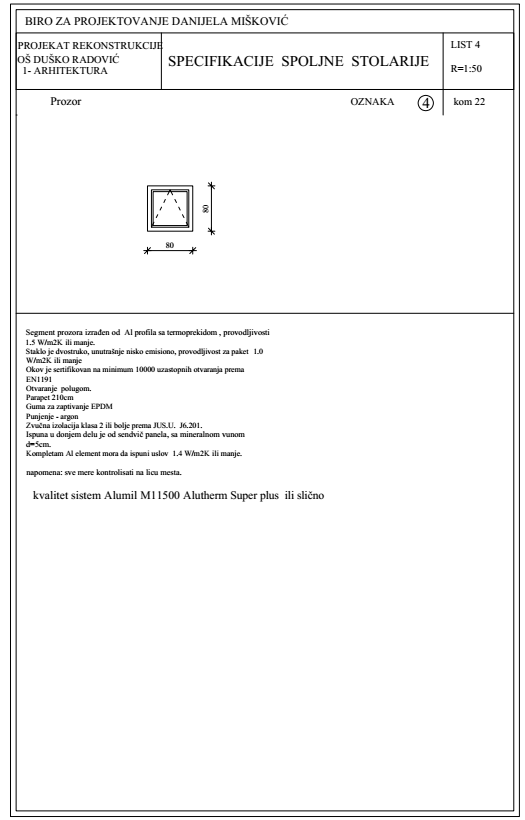 BIRO ZA PROJEKTOVANJE DANIJELA MIŠKOVIĆ
PROJEKAT REKONSTRUKCIJE
OŠ DUŠKO RADOVIĆ
1- ARHITEKTURA
SPECIFIKACIJE SPOLJNE STOLARIJE
LIST 4
R=1:50
Prozor
OZNAKA 4
kom 22
80
80
Segment prozora izrađen od Al profila sa termoprekidom , provodljivosti
1.5 W/m2K ili manje.
Staklo je dvostruko, unutrašnje nisko emisiono, provodljivost za paket 1.0
W/m2K ili manje
Okov je sertifikovan na minimum 10000 uzastopnih otvaranja prema
EN1191
Otvaranje polugom.
Parapet 210cm
Guma za zaptivanje EPDM
Punjenje - argon
Zvučna izolacija klasa 2 ili bolje prema JUS.U. J6.201.
Ispuna u donjem delu je od sendvič panela, sa mineralnom vunom
d=5cm.
Kompletam Al element mora da ispuni uslov 1.4 W/m2K ili manje.
napomena: sve mere kontrolisati na licu mesta.
kvalitet sistem Alumil M11500 Alutherm Super plus ili slično